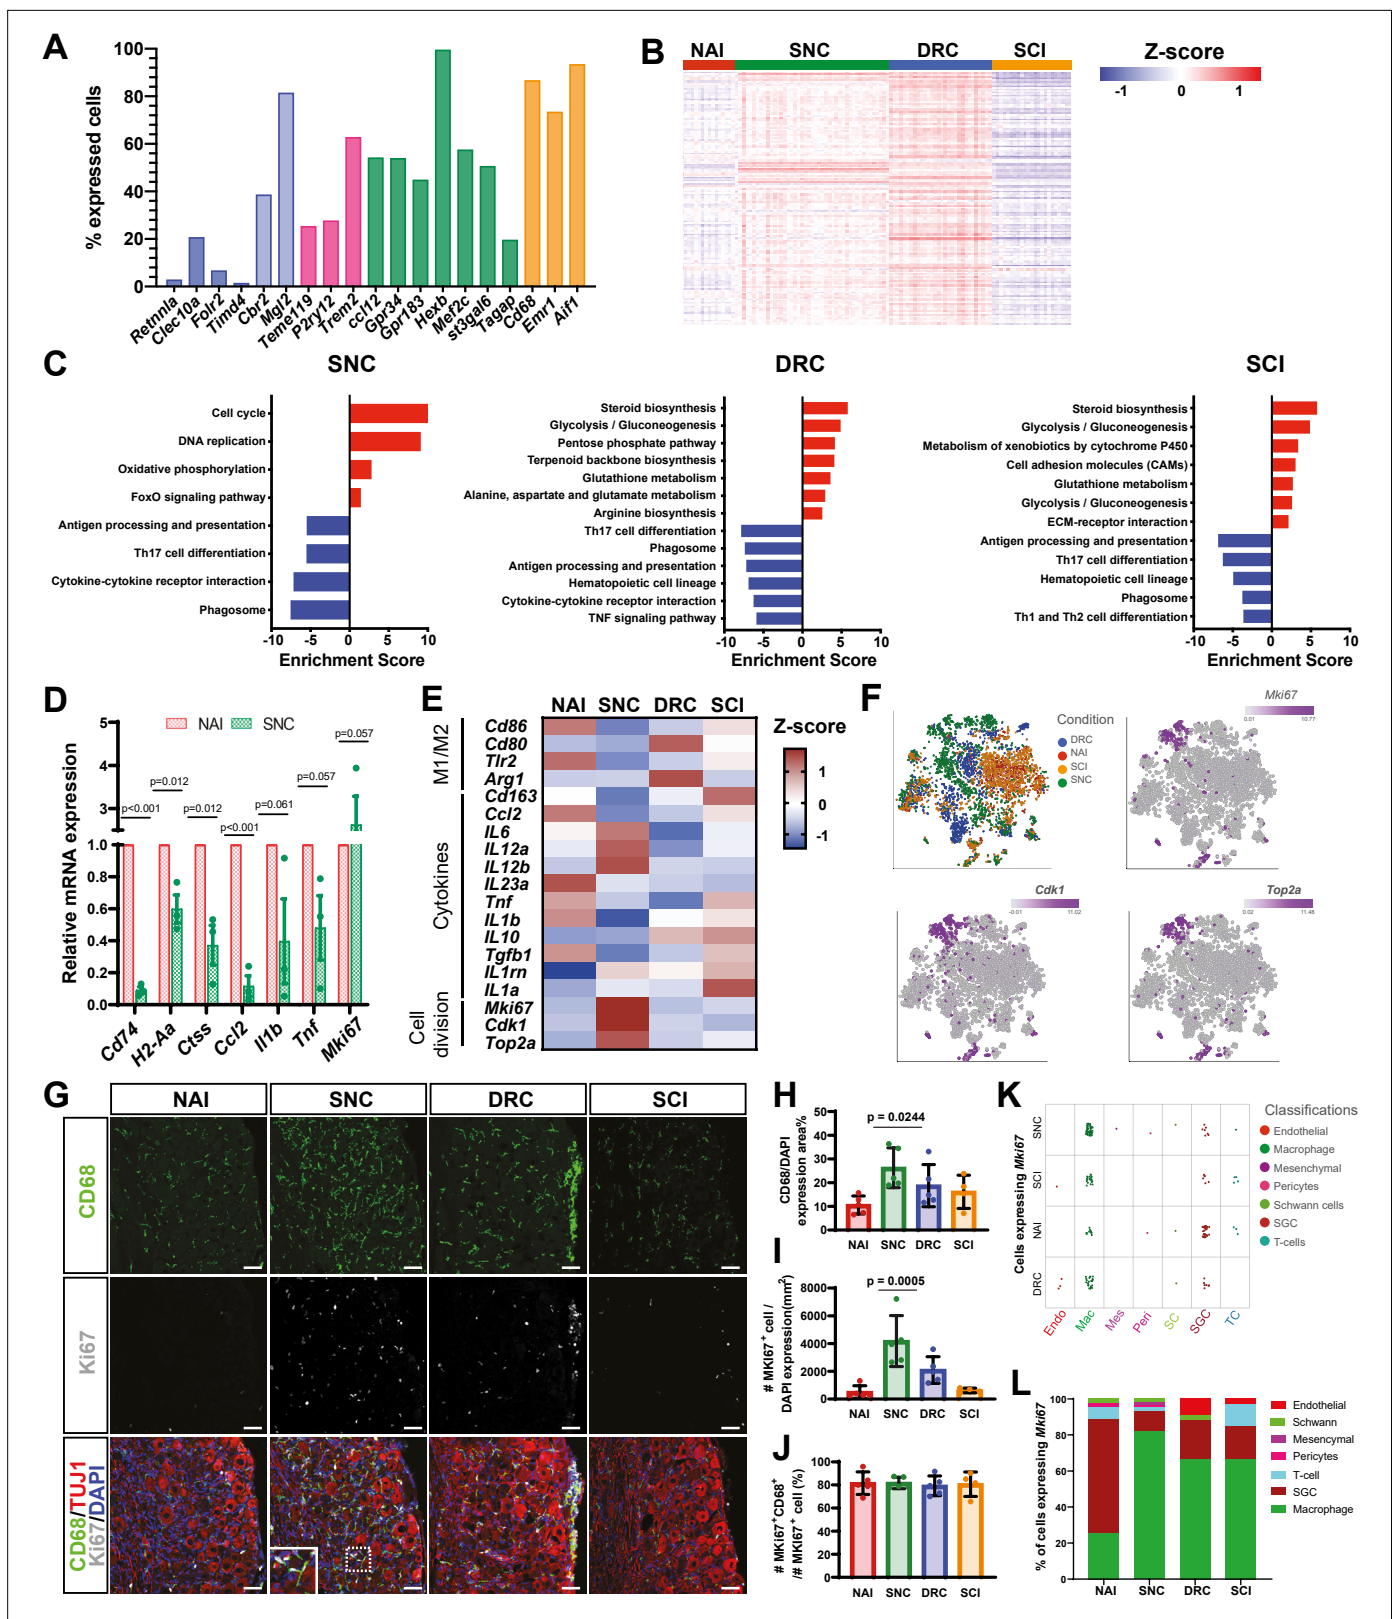 A
% expressed cells
100
80
60
40
20
0
Retnnla
Clec10a
Folr2
Timd4
Cbr2
Mgl2
Teme119
P2ry12
Trem2
ccl12
Gpr34
Gpr183
Hexb
Mef2c
st3gal6
Tagap
Cd68
Emr1
Aif1
B
NAI SNC DRC SCI
Z-score
-1 0 1
C
SNC
Cell cycle
DNA replication
Oxidative phosphorylation
FoxO signaling pathway
Antigen processing and presentation
Th17 cell differentiation
Cytokine-cytokine receptor interaction
Phagosome
-10 -5 0 5 10
Enrichment Score
DRC
Steroid biosynthesis
Glycolysis / Gluconeogenesis
Pentose phosphate pathway
Terpenoid backbone biosynthesis
Glutathione metabolism
Alanine, aspartate and glutamate metabolism
Arginine biosynthesis
Th17 cell differentiation
Phagosome
Antigen processing and presentation
Hematopoietic cell lineage
Cytokine-cytokine receptor interaction
TNF signaling pathway
-10 -5 0 5 10
Enrichment Score
SCI
Steroid biosynthesis
Glycolysis / Gluconeogenesis
Metabolism of xenobiotics by cytochrome P450
Cell adhesion molecules (CAMs)
Glutathione metabolism
Glycolysis / Gluconeogenesis
ECM-receptor interaction
Antigen processing and presentation
Th17 cell differentiation
Hematopoietic cell lineage
Phagosome
Th1 and Th2 cell differentiation
-10 -5 0 5 10
Enrichment Score
D
NAI SNC
Relative mRNA expression
5
4
3
1.0
0.8
0.6
0.4
0.2
0.0
p<0.001
p=0.012
p=0.012
p<0.001
p=0.061
p=0.057
p=0.057
Cd74
H2-Aa
Ctss
Ccl2
Il1b
Tnf
Mki67
E
NAI SNC DRC SCI
M1/M2
Cytokines
Cell
division
Cd86
Cd80
Tlr2
Arg1
Cd163
Ccl2
IL6
IL12a
IL12b
IL23a
Tnf
IL1b
IL10
Tgfb1
IL1rn
IL1a
Mki67
Cdk1
Top2a
Z-score
1
0
-1
F
Condition
DRC
NAI
SCI
SNC
Mki67
0.01 10.77
Cdk1
-0.01 11.02
Top2a
0.02 11.48
G
NAI SNC DRC SCI
CD68
Ki67
CD68/TUJ1
Ki67/DAPI
H
CD68/DAPI
expression area%
50
40
30
20
10
0
p = 0.0244
NAI SNC DRC SCI
I
# MKI67+ cell /
DAPI expression(mm2)
8000
6000
4000
2000
0
p = 0.0005
NAI SNC DRC SCI
J
# MKi67+CD68+
/# MKi67+ cell (%)
100
80
60
40
20
0
NAI SNC DRC SCI
K
Cells expressing Mki67
SNC
SCI
NAI
DRC
Endo
Mac
Mes
Peri
SC
SGC
TC
Classifications
Endothelial
Macrophage
Mesenchymal
Pericytes
Schwann cells
SGC
T-cells
L
% of cells expressing Mki67
100
80
60
40
20
0
NAI SNC DRC SCI
Endothelial
Schwann
Mesencymal
Pericytes
T-cell
SGC
Macrophage